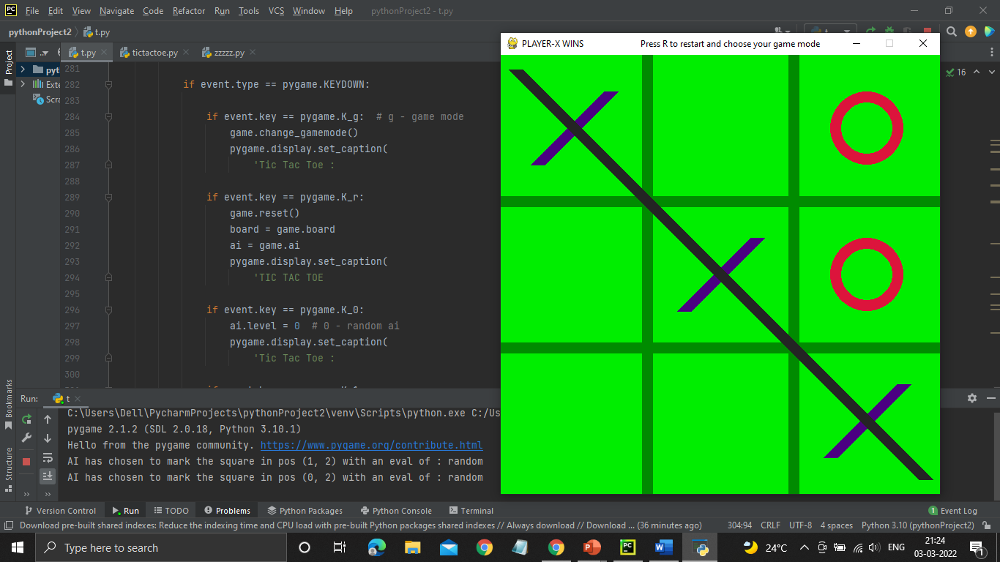 PC File Edit View Navigate Code Refactor Run Tools VCS Window Help pythonProject2 - t.py
pythonProject2 t.py
t.py tictactoe.py zzzzz.py
Project
PLAYER-X WINS Press R to restart and choose your game mode
pyt
Exte
Scra
16
281
282 if event.type == pygame.KEYDOWN:
283
284 if event.key == pygame.K_g:  # g - game mode
285 game.change_gamemode()
286 pygame.display.set_caption(
287 'Tic Tac Toe :
288
289 if event.key == pygame.K_r:
290 game.reset()
291 board = game.board
292 ai = game.ai
293 pygame.display.set_caption(
294 'TIC TAC TOE
295
296 if event.key == pygame.K_0:
297 ai.level = 0  # 0 - random ai
298 pygame.display.set_caption(
299 'Tic Tac Toe :
300
Bookmarks
Structure
Run: t
C:\Users\Dell\PycharmProjects\pythonProject2\venv\Scripts\python.exe C:/Us
pygame 2.1.2 (SDL 2.0.18, Python 3.10.1)
Hello from the pygame community. https://www.pygame.org/contribute.html
AI has chosen to mark the square in pos (1, 2) with an eval of : random
AI has chosen to mark the square in pos (0, 2) with an eval of : random
Version Control Run TODO Problems Python Packages Python Console Terminal 1 Event Log
Download pre-built shared indexes: Reduce the indexing time and CPU load with pre-built Python packages shared indexes // Always download // Download ... (36 minutes ago) 304:94 CRLF UTF-8 4 spaces Python 3.10 (pythonProject2)
Type here to search 24°C ENG 21:24
03-03-2022 1